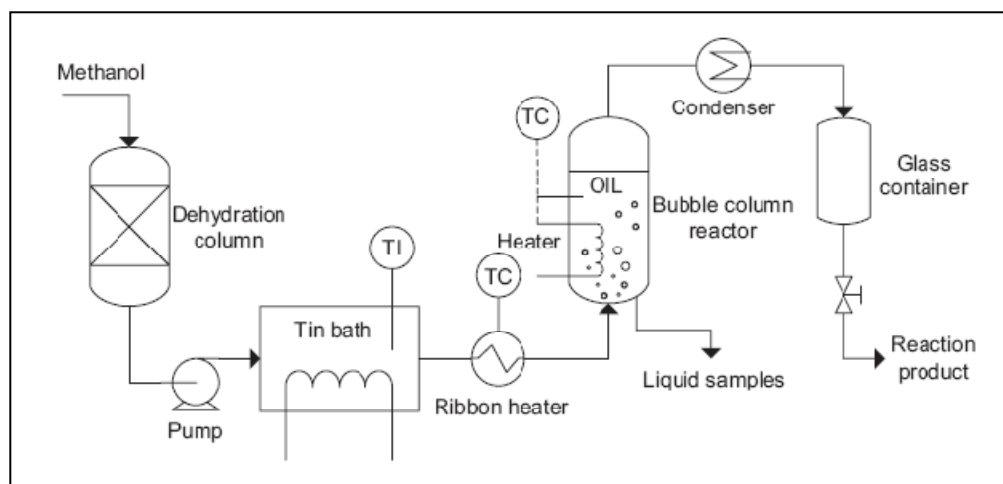 Methanol
Dehydration
column
Pump
Tin bath
TI
TC
Ribbon heater
TC
Heater
OIL
Bubble column
reactor
Liquid samples
Condenser
Glass
container
Reaction
product